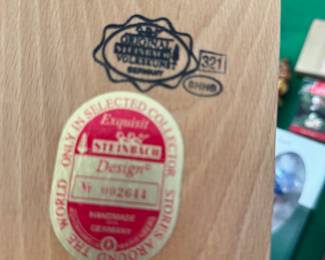 ORIGINAL
STEINBACH
VOLKSKUNST
GERMANY
321
ONLY IN SELECTED COLLECTOR STORES AROUND THE WORLD
Exquisit
STEINBACH
Design
№ 002644
HANDMADE
GERMANY